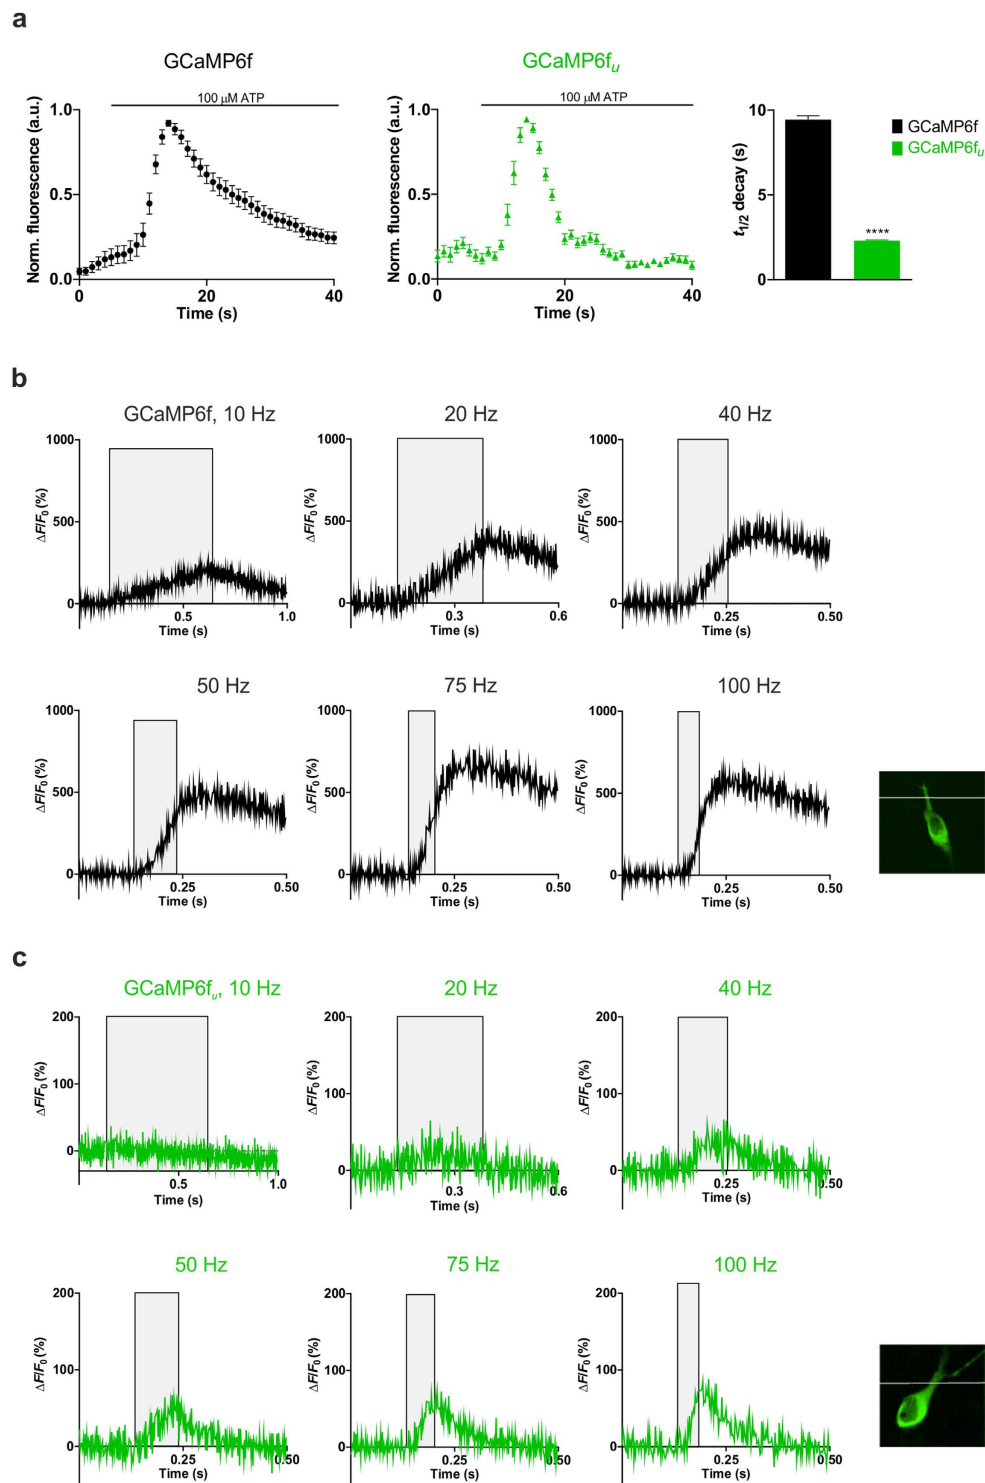 a
GCaMP6f
GCaMP6fu
100 μM ATP
100 μM ATP
GCaMP6f
GCaMP6fu
Norm. fluorescence (a.u.)
1.0
0.5
0.0
0 20 40
Time (s)
Norm. fluorescence (a.u.)
1.0
0.5
0.0
0 20 40
Time (s)
t1/2 decay (s)
10
5
0
****
b
GCaMP6f, 10 Hz
ΔF/F0 (%)
1000
500
0
0.5 1.0
Time (s)
20 Hz
ΔF/F0 (%)
1000
500
0
0.3 0.6
Time (s)
40 Hz
ΔF/F0 (%)
1000
500
0
0.25 0.50
Time (s)
50 Hz
ΔF/F0 (%)
1000
500
0
0.25 0.50
Time (s)
75 Hz
ΔF/F0 (%)
1000
500
0
0.25 0.50
Time (s)
100 Hz
ΔF/F0 (%)
1000
500
0
0.25 0.50
Time (s)
c
GCaMP6fu, 10 Hz
ΔF/F0 (%)
200
100
0
0.5 1.0
Time (s)
20 Hz
ΔF/F0 (%)
200
100
0
0.3 0.6
Time (s)
40 Hz
ΔF/F0 (%)
200
100
0
0.25 0.50
Time (s)
50 Hz
ΔF/F0 (%)
200
100
0
0.25 0.50
Time (s)
75 Hz
ΔF/F0 (%)
200
100
0
0.25 0.50
Time (s)
100 Hz
ΔF/F0 (%)
200
100
0
0.25 0.50
Time (s)